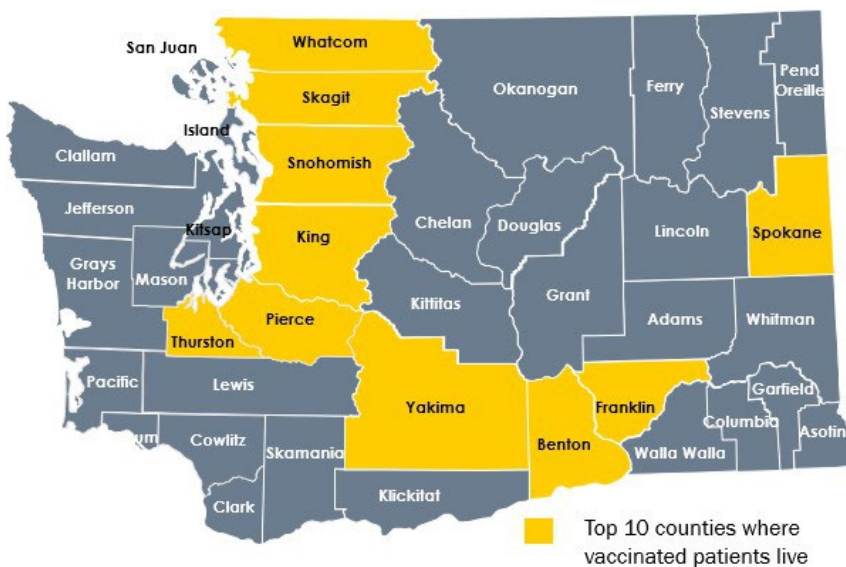 Whatcom
San Juan
Okanogan
Ferry
Pend
Oreille
Stevens
Skagit
Island
Snohomish
Clallam
Jefferson
Kitsap
King
Chelan
Douglas
Lincoln
Spokane
Grays
Harbor
Mason
Kittitas
Grant
Pierce
Thurston
Adams
Whitman
Pacific
Lewis
Yakima
Franklin
Garfield
Columbia
Asotin
Benton
Walla Walla
Cowlitz
Skamania
Klickitat
Clark
Top 10 counties where
vaccinated patients live